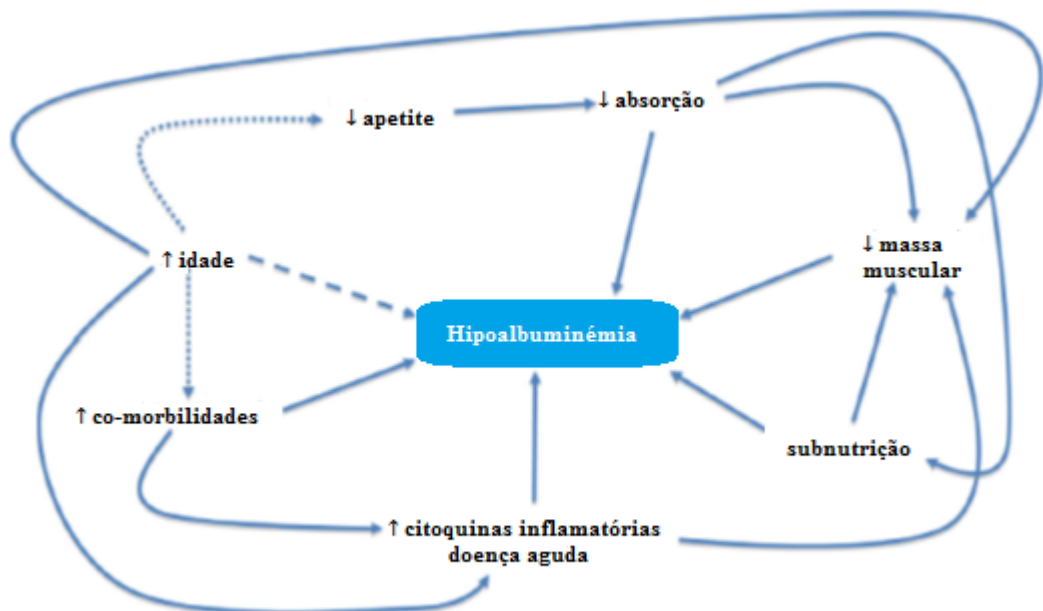 ↓ absorção
↓ apetite
↑ idade
↓ massa
muscular
Hipoalbuminémia
↑ co-morbilidades
subnutrição
↑ citoquinas inflamatórias
doença aguda